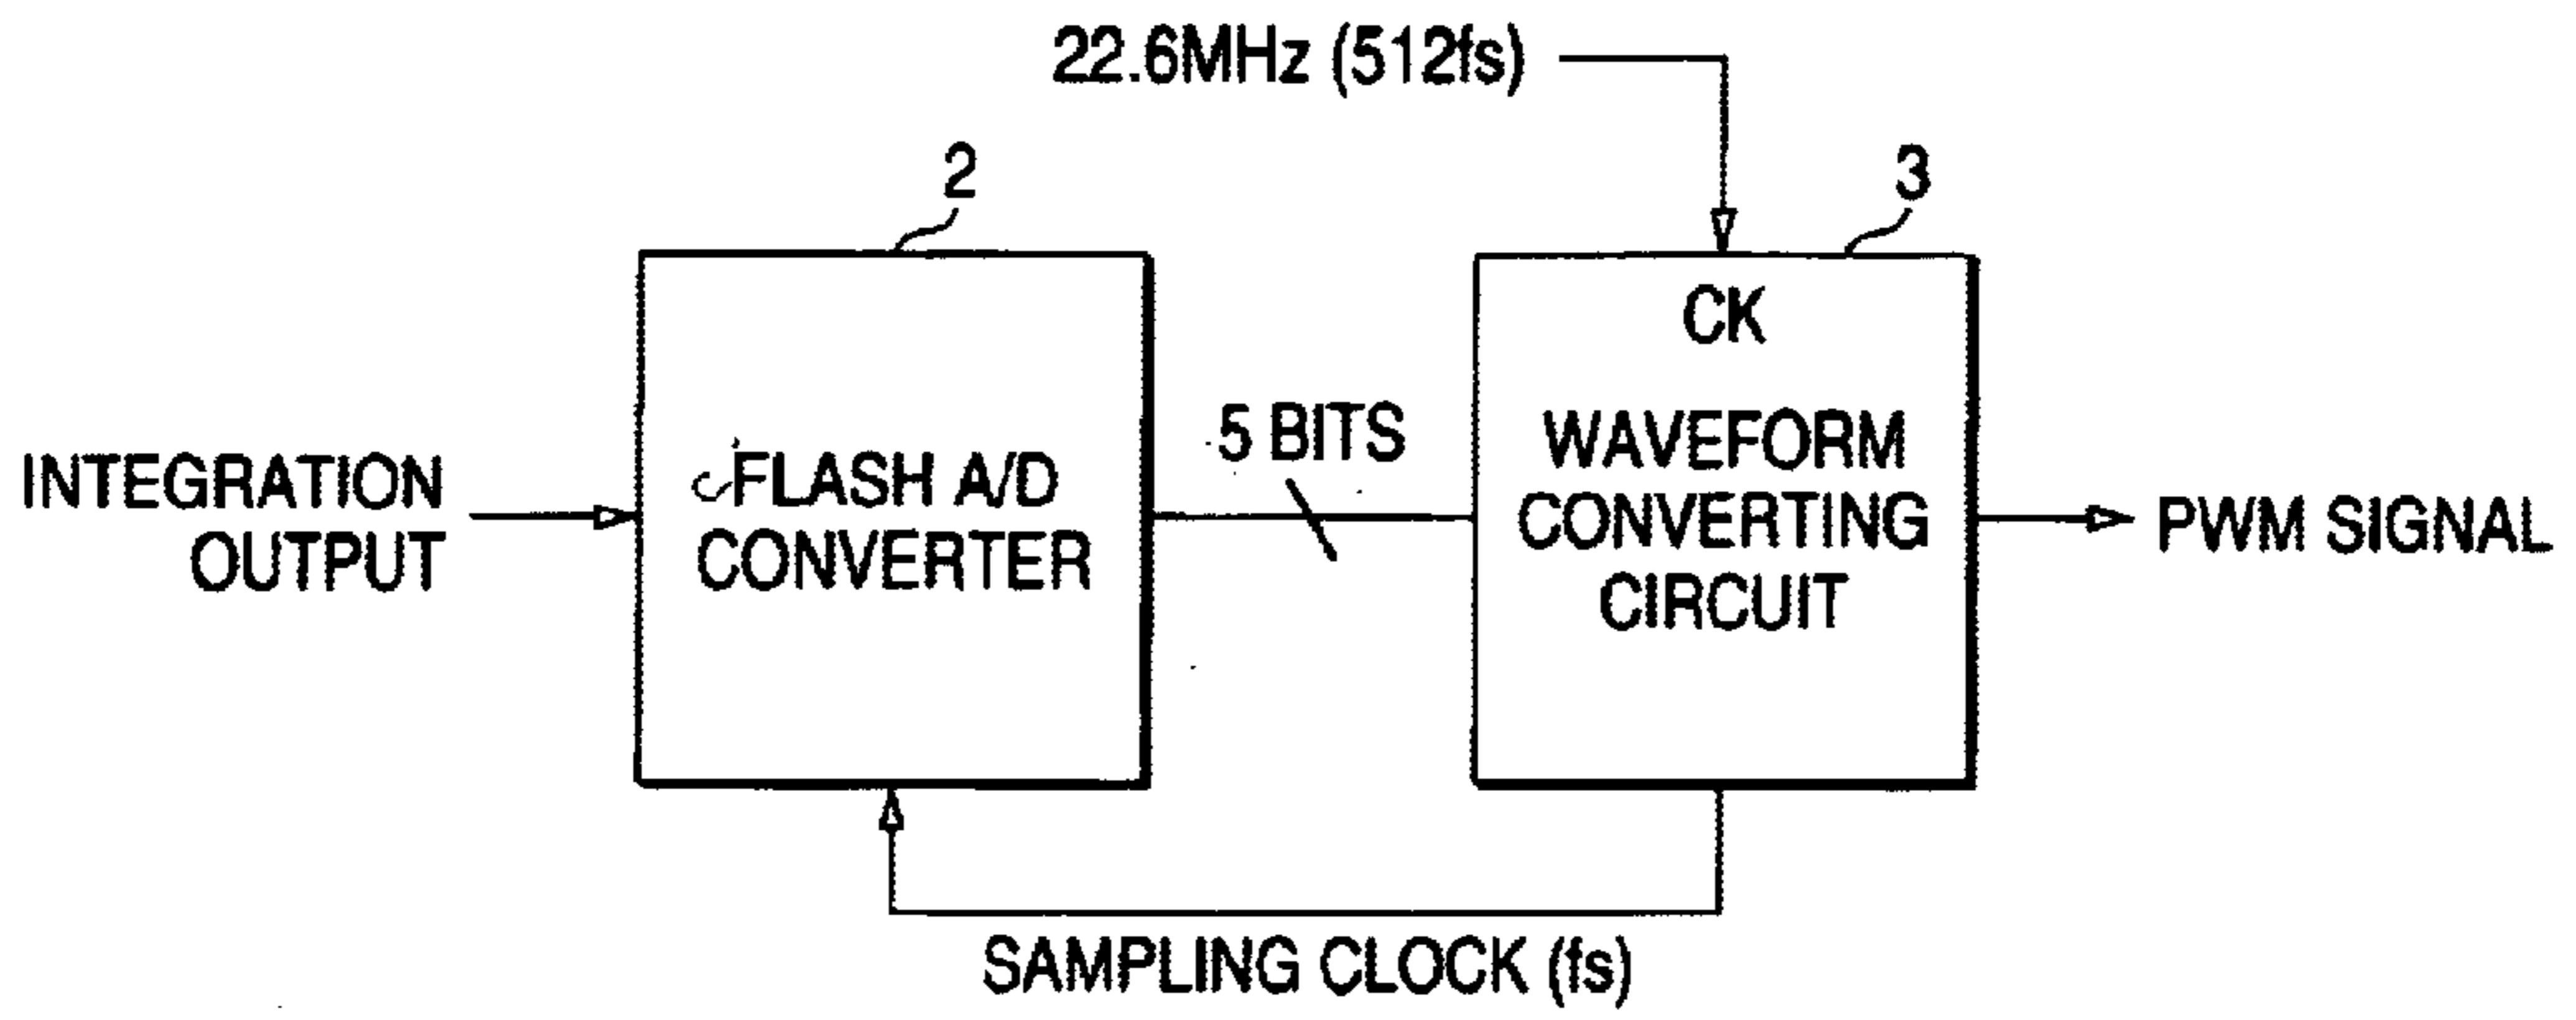 22.6MHz (512fs)
2
3
CK
INTEGRATION
OUTPUT
FLASH A/D
CONVERTER
5 BITS
WAVEFORM
CONVERTING
CIRCUIT
PWM SIGNAL
SAMPLING CLOCK (fs)